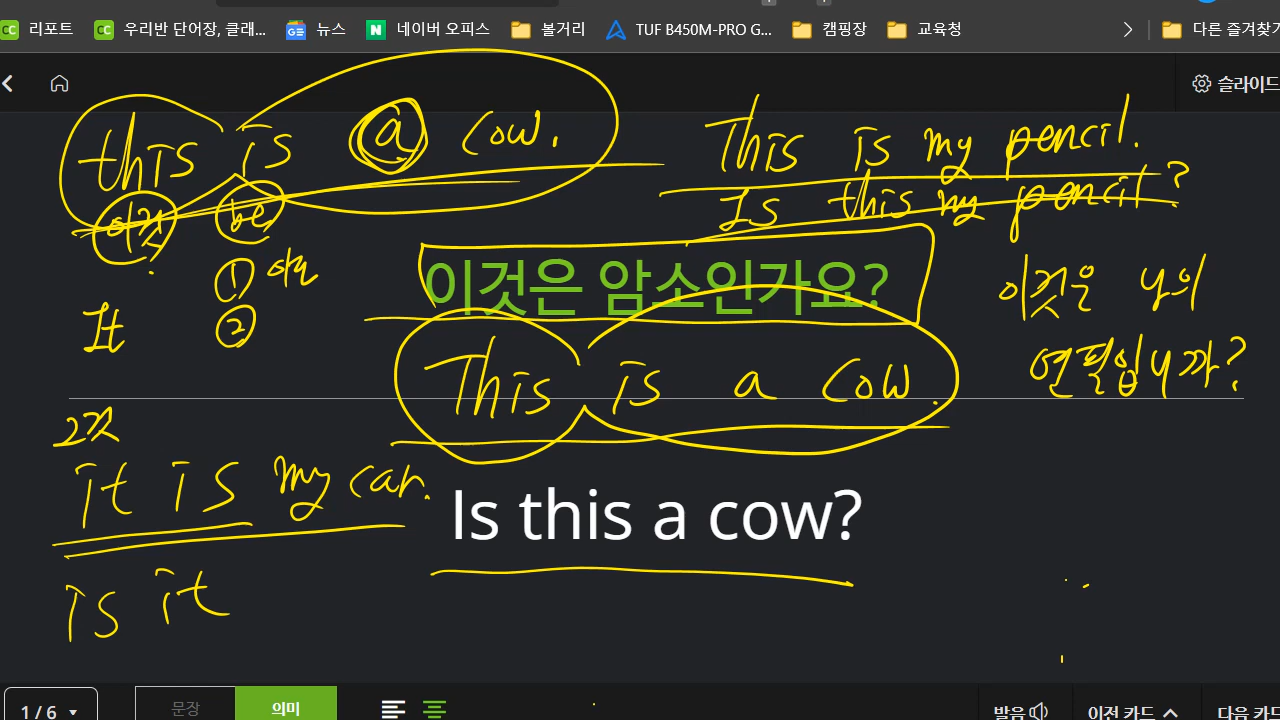 리포트 우리반 단어장, 클래... 뉴스 네이버 오피스 볼거리 TUF B450M-PRO G... 캠핑장 교육청 다른 즐겨찾기
슬라이드
this is a cow.
이것 be
① 이다
②
It
This is my pencil.
Is this my pencil?
이것은 나의
연필입니까?
이것은 암소인가요?
This is a cow.
그것
it is my car.
is it
Is this a cow?
1 / 6 문장 의미 발음 이전 카드 다음 카드